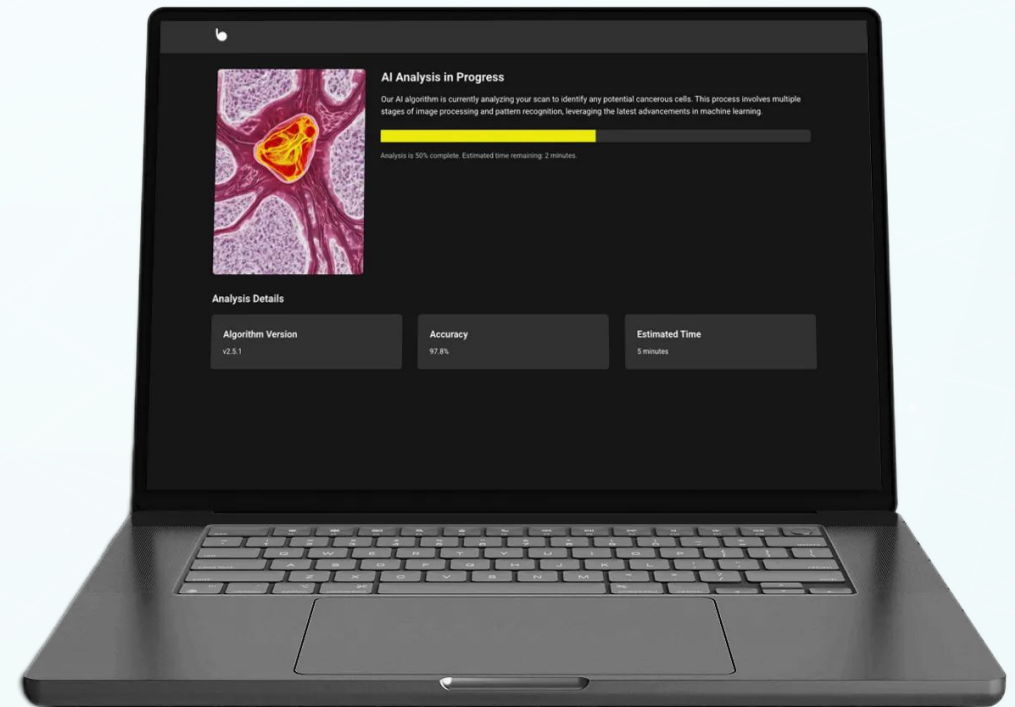 AI Analysis in Progress
Our AI algorithm is currently analyzing your scan to identify any potential cancerous cells. This process involves multiple
stages of image processing and pattern recognition, leveraging the latest advancements in machine learning.
Analysis is 50% complete. Estimated time remaining: 2 minutes.
Analysis Details
Algorithm Version
v2.5.1
Accuracy
97.8%
Estimated Time
5 minutes